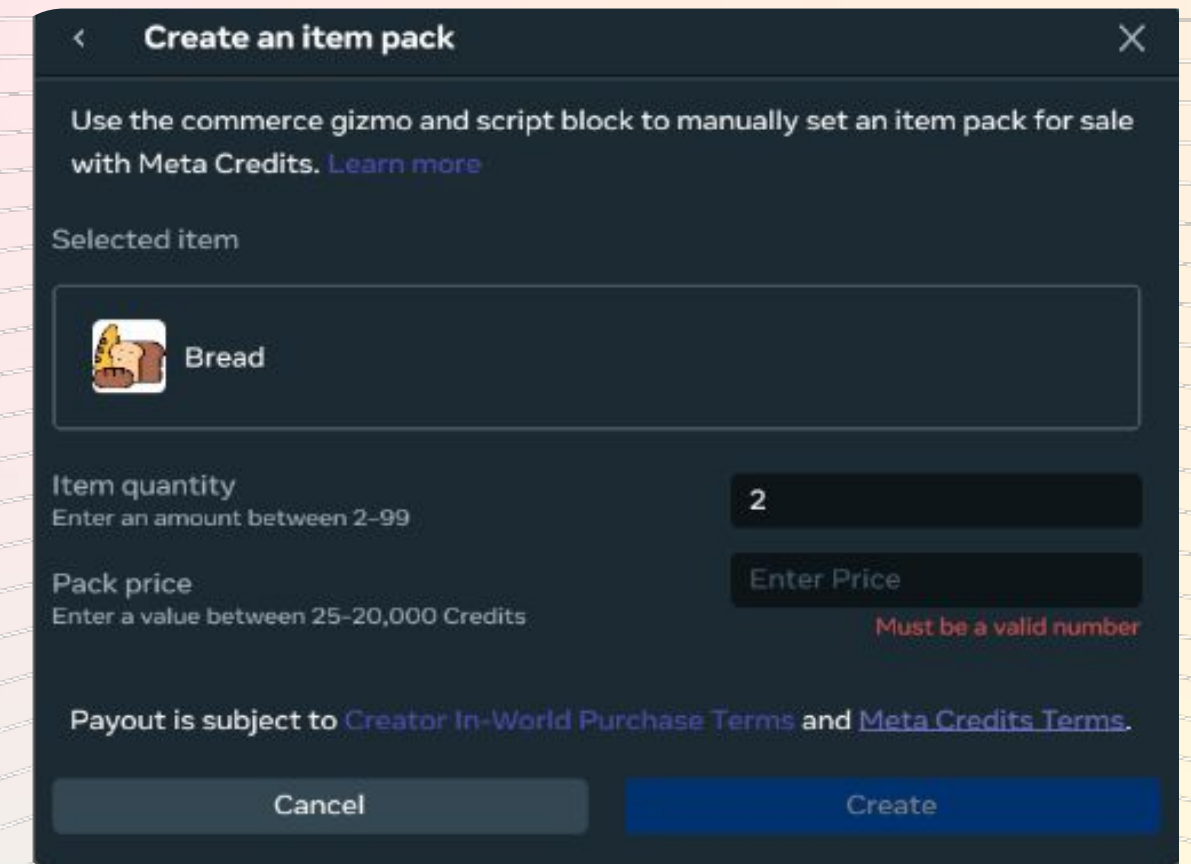 Create an item pack
Use the commerce gizmo and script block to manually set an item pack for sale
with Meta Credits. Learn more
Selected item
Bread
Item quantity
Enter an amount between 2–99
2
Pack price
Enter a value between 25-20,000 Credits
Enter Price
Must be a valid number
Payout is subject to Creator In-World Purchase Terms and Meta Credits Terms.
Cancel
Create